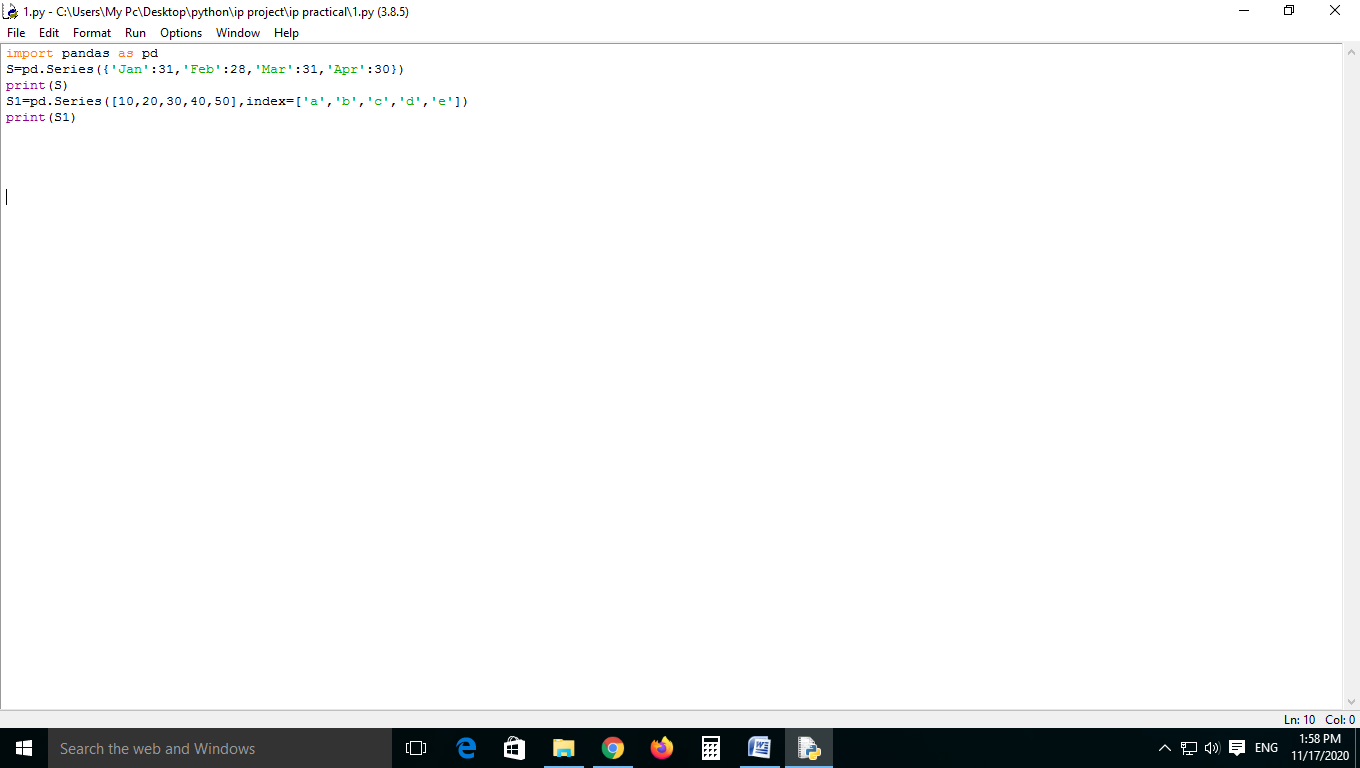 1.py - C:\Users\My Pc\Desktop\python\ip project\ip practical\1.py (3.8.5)
File Edit Format Run Options Window Help
import pandas as pd
S=pd.Series({'Jan':31,'Feb':28,'Mar':31,'Apr':30})
print(S)
S1=pd.Series([10,20,30,40,50],index=['a','b','c','d','e'])
print(S1)
Ln: 10 Col: 0
Search the web and Windows
ENG
1:58 PM
11/17/2020